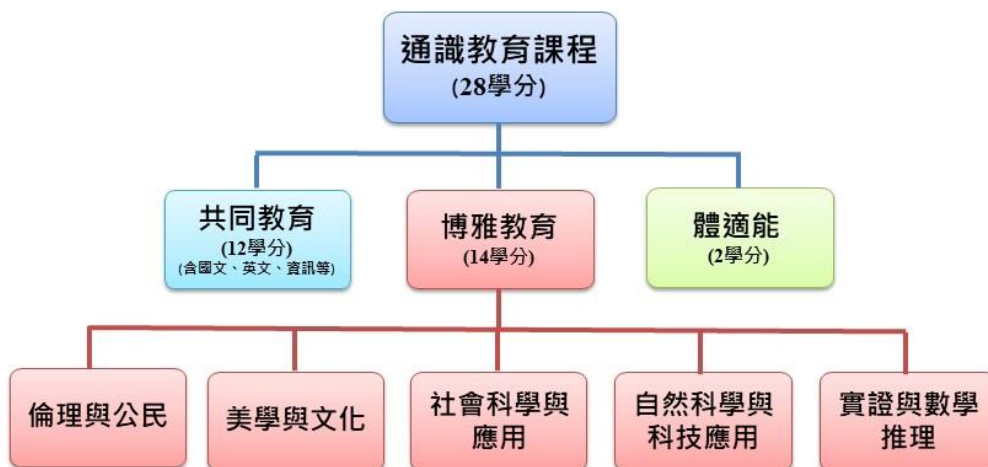 通識教育課程
(28學分)
共同教育
(12學分)
(含國文、英文、資訊等)
博雅教育
(14學分)
體適能
(2學分)
倫理與公民
美學與文化
社會科學與
應用
自然科學與
科技應用
實證與數學
推理